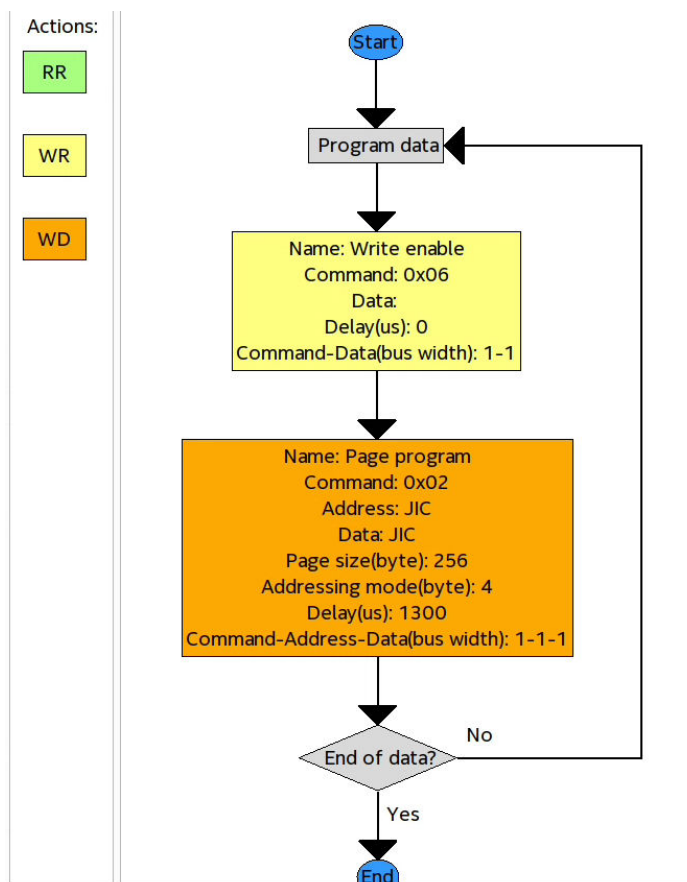 Actions:
RR
WR
WD
Start
Program data
Name: Write enable
Command: 0x06
Data:
Delay(us): 0
Command-Data(bus width): 1-1
Name: Page program
Command: 0x02
Address: JIC
Data: JIC
Page size(byte): 256
Addressing mode(byte): 4
Delay(us): 1300
Command-Address-Data(bus width): 1-1-1
End of data?
No
Yes
End